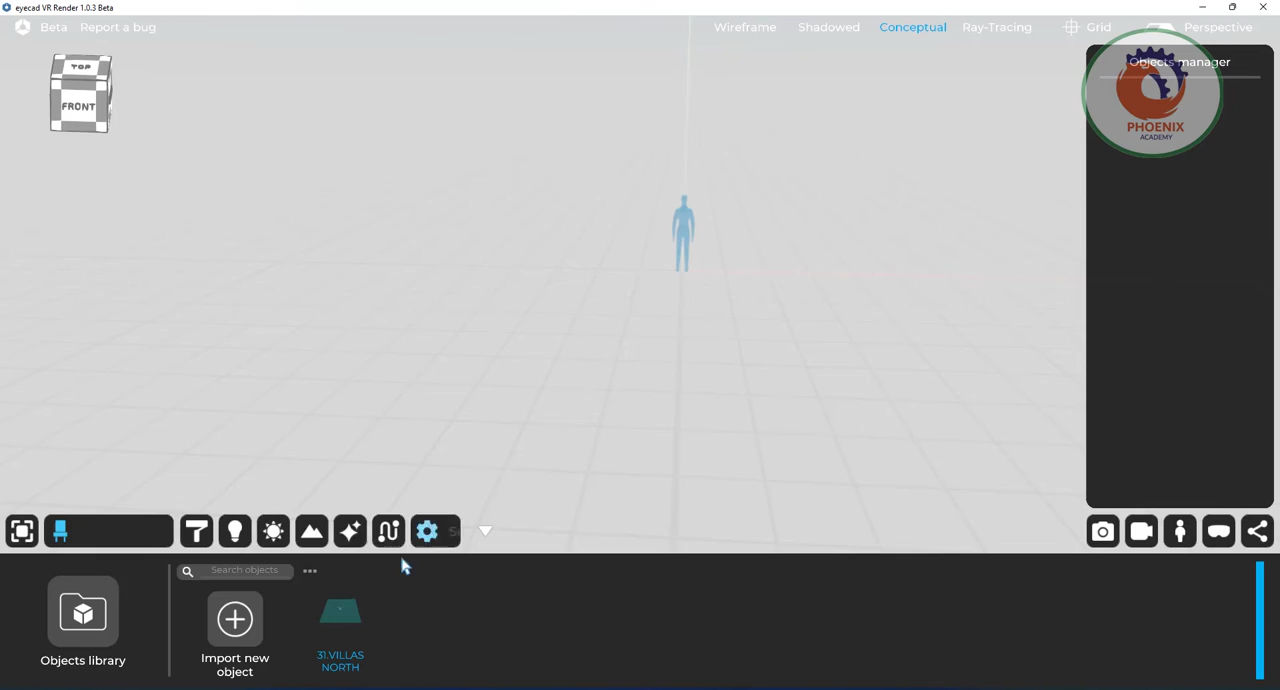 eyecad VR Render 1.0.3 Beta
Beta Report a bug
Wireframe Shadowed Conceptual Ray-Tracing Grid Perspective
TOP
FRONT
Objects manager
PHOENIX
ACADEMY
Search objects
Objects library
Import new
object
31.VILLAS
NORTH